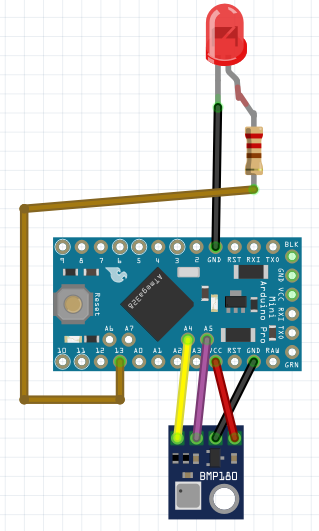 BLK
9 8 7 6 5 4 3 2 GND RST RXI TXO
GND VCC RXI TXO
GRN
Reset
ATmega328
Arduino Pro
Mini
A6 A7
A4 A5
10 11 12 13 A0 A1 A2 A3 VCC RST GND RAW
BMP180